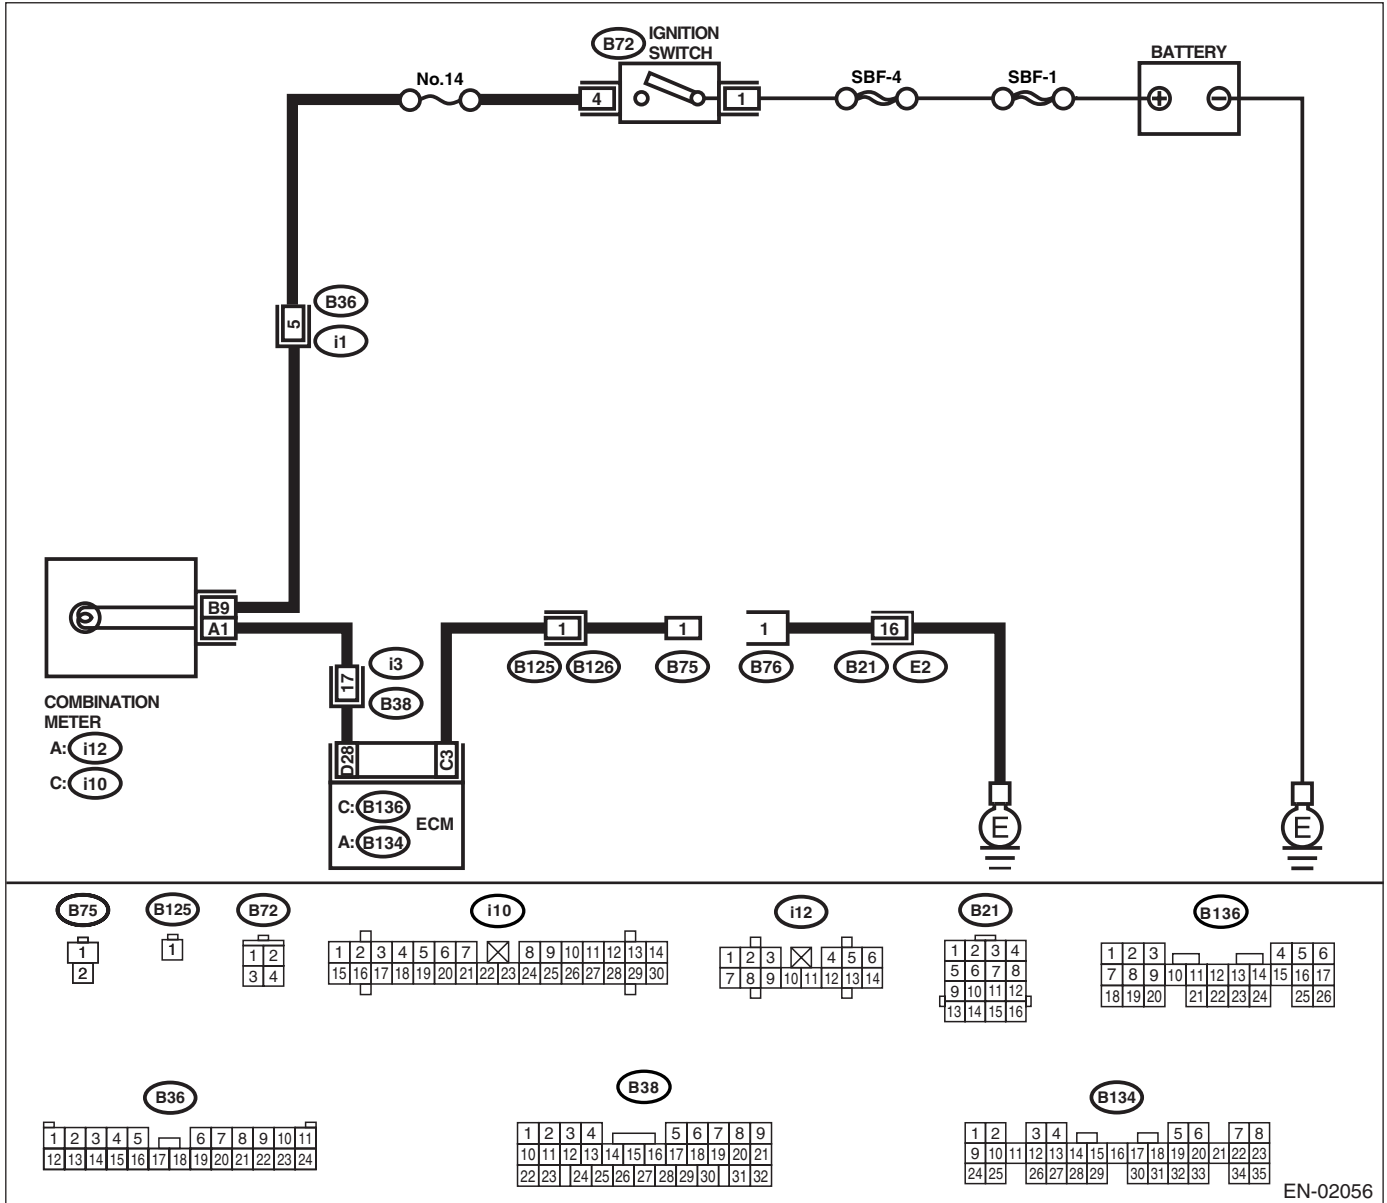 B72 IGNITION
SWITCH
No.14
SBF-4
SBF-1
BATTERY
4
1
+
−
5
B36
i1
B9
A1
17
i3
B38
1
B125
B126
1
B75
1
B76
16
B21
E2
COMBINATION
METER
A: i12
C: i10
D28
C3
C: B136
A: B134
ECM
E
E
B75
1
2
B125
1
B72
1 2
3 4
i10
1 2 3 4 5 6 7 8 9 10 11 12 13 14
15 16 17 18 19 20 21 22 23 24 25 26 27 28 29 30
i12
1 2 3 4 5 6
7 8 9 10 11 12 13 14
B21
1 2 3 4
5 6 7 8
9 10 11 12
13 14 15 16
B136
1 2 3 4 5 6
7 8 9 10 11 12 13 14 15 16 17
18 19 20 21 22 23 24 25 26
B36
1 2 3 4 5 6 7 8 9 10 11
12 13 14 15 16 17 18 19 20 21 22 23 24
B38
1 2 3 4 5 6 7 8 9
10 11 12 13 14 15 16 17 18 19 20 21
22 23 24 25 26 27 28 29 30 31 32
B134
1 2 3 4 5 6 7 8
9 10 11 12 13 14 15 16 17 18 19 20 21 22 23
24 25 26 27 28 29 30 31 32 33 34 35
EN-02056